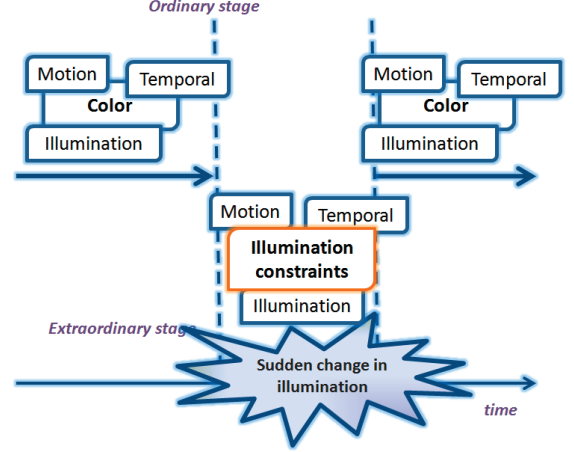 Ordinary stage
Motion
Temporal
Color
Illumination
Motion
Temporal
Color
Illumination
Motion
Temporal
Illumination
constraints
Illumination
Extraordinary stage
Sudden change in
illumination
time